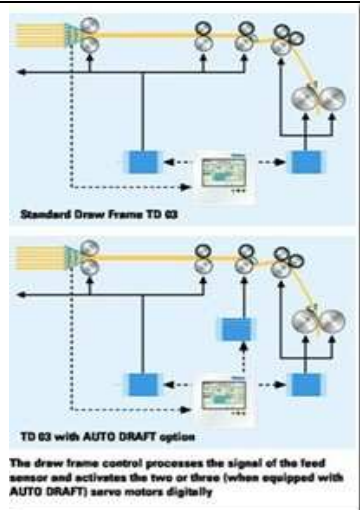 Standard Draw Frame TD 03
TD 03 with AUTO DRAFT option
The draw frame control processes the signal of the feed
sensor and activates the two or three (when equipped with
AUTO DRAFT) servo motors digitally